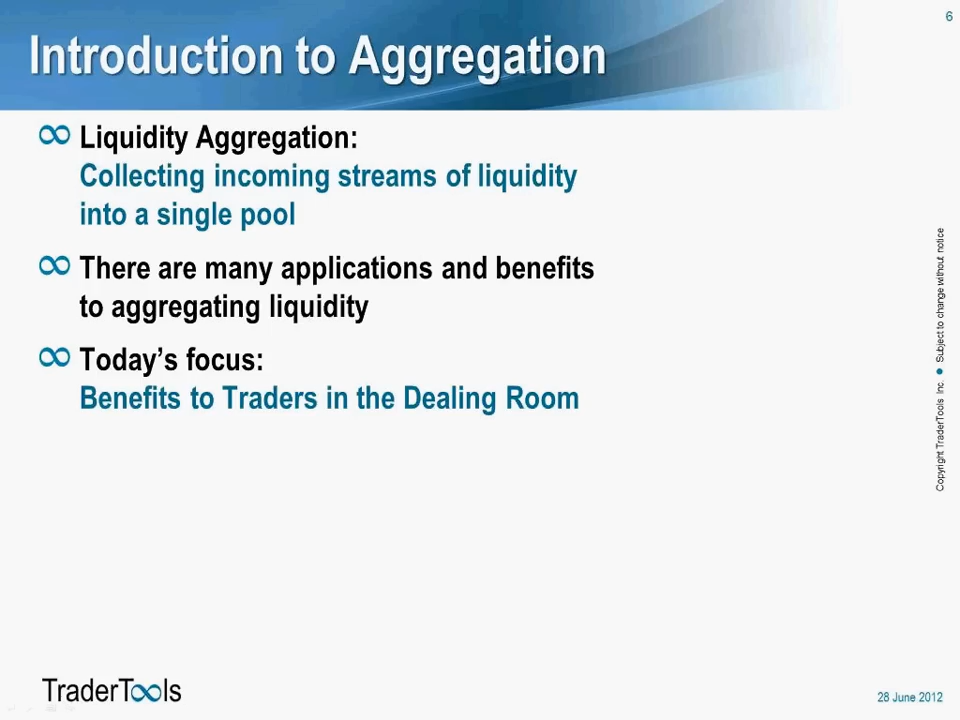 6
Introduction to Aggregation
∞ Liquidity Aggregation:
Collecting incoming streams of liquidity
into a single pool
∞ There are many applications and benefits
to aggregating liquidity
∞ Today’s focus:
Benefits to Traders in the Dealing Room
Copyright TraderTools Inc. ● Subject to change without notice
TraderTools
28 June 2012